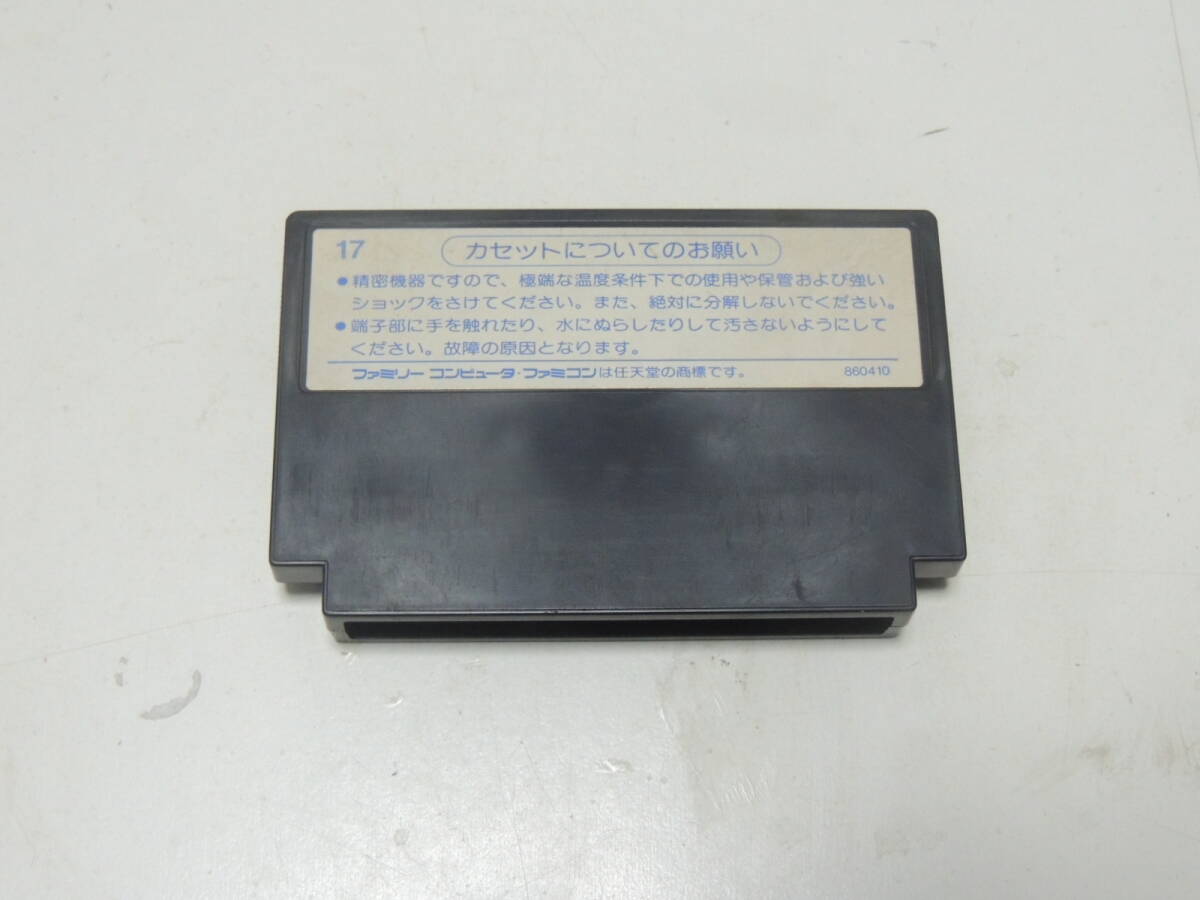 17 カセットについてのお願い
●精密機器ですので、極端な温度条件下での使用や保管および強い
ショックをさけてください。また、絶対に分解しないでください。
●端子部に手を触れたり、水にぬらしたりして汚さないようにして
ください。故障の原因となります。
ファミリー コンピュータ・ファミコンは任天堂の商標です。 860410